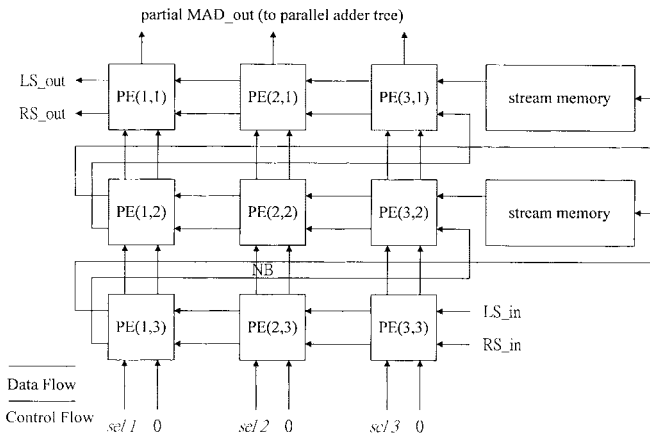 partial MAD_out (to parallel adder tree)
LS_out
RS_out
PE(1,1) PE(2,1) PE(3,1) stream memory
PE(1,2) PE(2,2) PE(3,2) stream memory
NB
PE(1,3) PE(2,3) PE(3,3)
LS_in
RS_in
Data Flow
Control Flow
sel 1 0 sel 2 0 sel 3 0